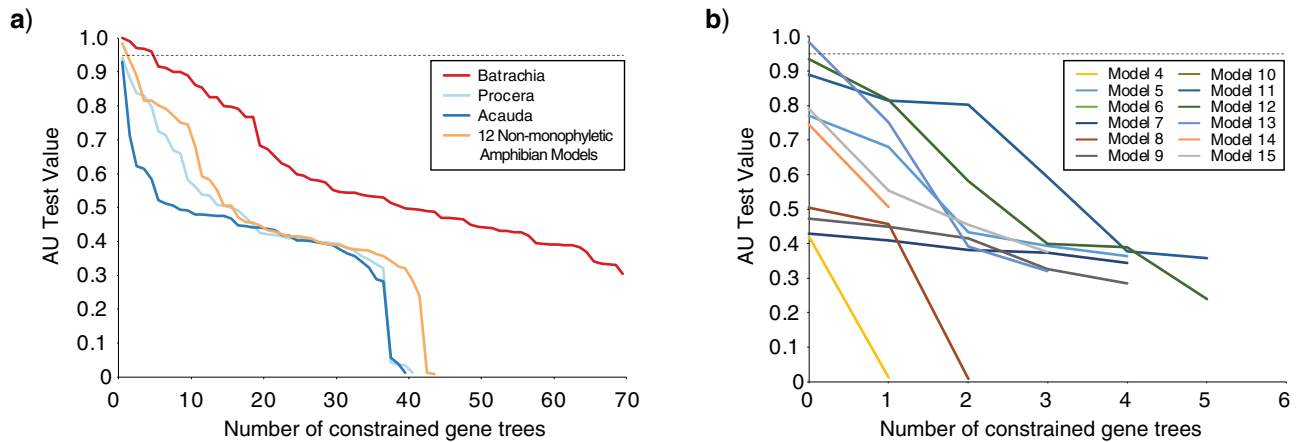 a)
AU Test Value
1.0
0.9
0.8
0.7
0.6
0.5
0.4
0.3
0.2
0.1
0
Batrachia
Procera
Acauda
12 Non-monophyletic
Amphibian Models
0 10 20 30 40 50 60 70
Number of constrained gene trees
b)
AU Test Value
1.0
0.9
0.8
0.7
0.6
0.5
0.4
0.3
0.2
0.1
0
Model 4 Model 10
Model 5 Model 11
Model 6 Model 12
Model 7 Model 13
Model 8 Model 14
Model 9 Model 15
0 1 2 3 4 5 6
Number of constrained gene trees